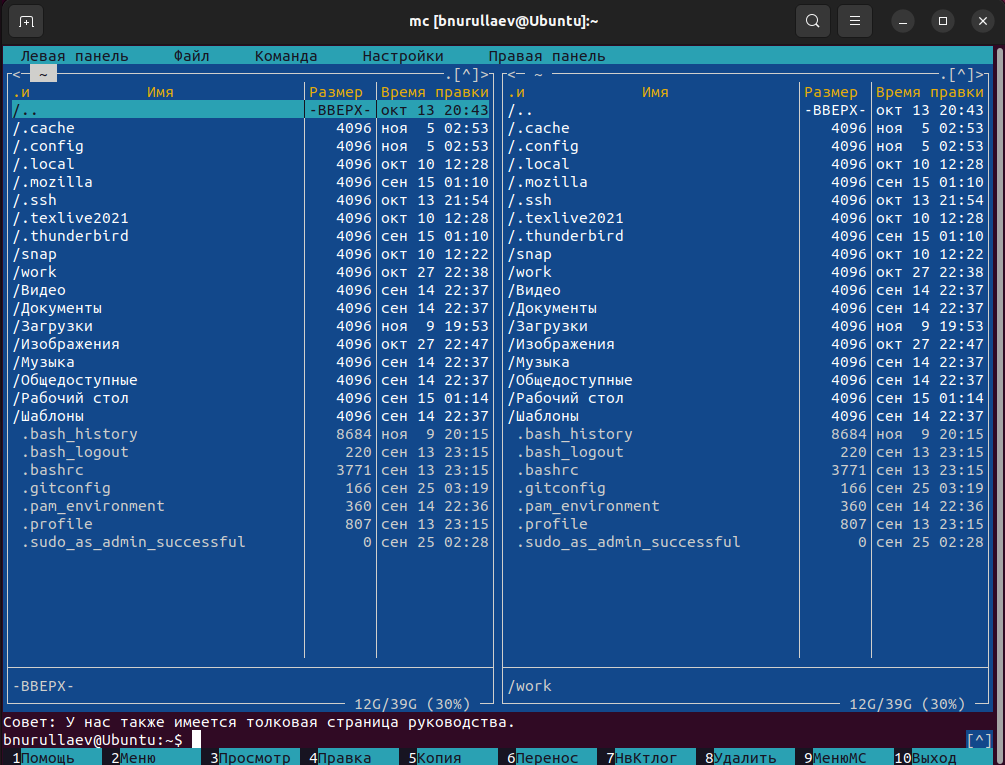 mc [bnurullaev@Ubuntu]:~
Левая панель Файл Команда Настройки Правая панель
<─ ~ ─.[^]>┐┌<─ ~ ─.[^]>
.и Имя Размер Время правки .и Имя Размер Время правки
/.. -ВВЕРХ- окт 13 20:43 /.. -ВВЕРХ- окт 13 20:43
/.cache 4096 ноя 5 02:53 /.cache 4096 ноя 5 02:53
/.config 4096 ноя 5 02:53 /.config 4096 ноя 5 02:53
/.local 4096 окт 10 12:28 /.local 4096 окт 10 12:28
/.mozilla 4096 сен 15 01:10 /.mozilla 4096 сен 15 01:10
/.ssh 4096 окт 13 21:54 /.ssh 4096 окт 13 21:54
/.texlive2021 4096 окт 10 12:28 /.texlive2021 4096 окт 10 12:28
/.thunderbird 4096 сен 15 01:10 /.thunderbird 4096 сен 15 01:10
/snap 4096 окт 10 12:22 /snap 4096 окт 10 12:22
/work 4096 окт 27 22:38 /work 4096 окт 27 22:38
/Видео 4096 сен 14 22:37 /Видео 4096 сен 14 22:37
/Документы 4096 сен 14 22:37 /Документы 4096 сен 14 22:37
/Загрузки 4096 ноя 9 19:53 /Загрузки 4096 ноя 9 19:53
/Изображения 4096 окт 27 22:47 /Изображения 4096 окт 27 22:47
/Музыка 4096 сен 14 22:37 /Музыка 4096 сен 14 22:37
/Общедоступные 4096 сен 14 22:37 /Общедоступные 4096 сен 14 22:37
/Рабочий стол 4096 сен 15 01:14 /Рабочий стол 4096 сен 15 01:14
/Шаблоны 4096 сен 14 22:37 /Шаблоны 4096 сен 14 22:37
.bash_history 8684 ноя 9 20:15 .bash_history 8684 ноя 9 20:15
.bash_logout 220 сен 13 23:15 .bash_logout 220 сен 13 23:15
.bashrc 3771 сен 13 23:15 .bashrc 3771 сен 13 23:15
.gitconfig 166 сен 25 03:19 .gitconfig 166 сен 25 03:19
.pam_environment 360 сен 14 22:36 .pam_environment 360 сен 14 22:36
.profile 807 сен 13 23:15 .profile 807 сен 13 23:15
.sudo_as_admin_successful 0 сен 25 02:28 .sudo_as_admin_successful 0 сен 25 02:28
-ВВЕРХ- /work
12G/39G (30%) 12G/39G (30%)
Совет: У нас также имеется толковая страница руководства.
bnurullaev@Ubuntu:~$ [^]
1Помощь 2Меню 3Просмотр 4Правка 5Копия 6Перенос 7НвКтлог 8Удалить 9МенюМС 10Выход